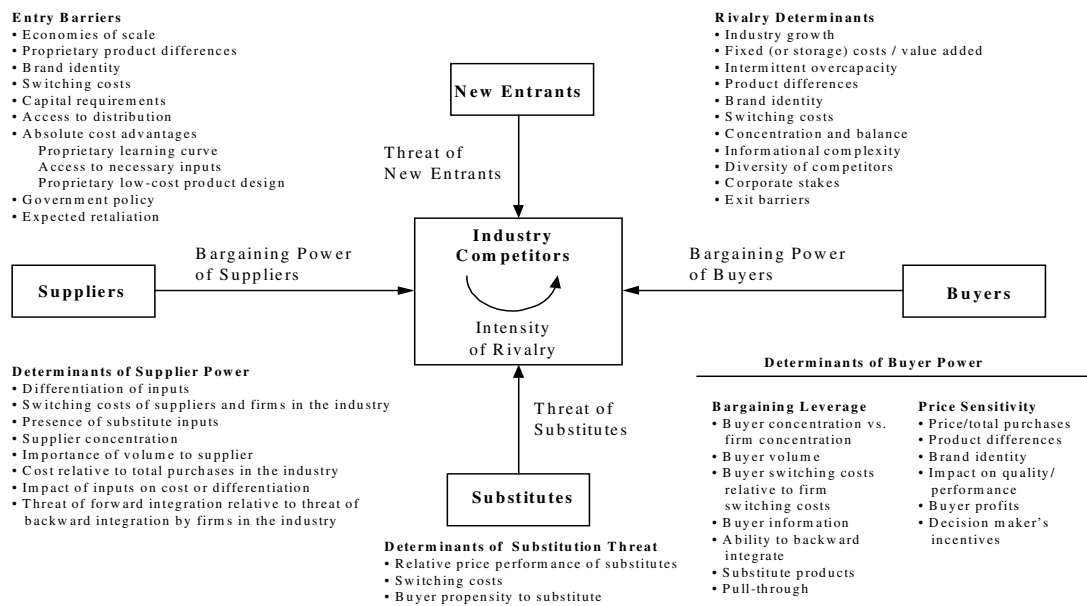 Entry Barriers
• Economies of scale
• Proprietary product differences
• Brand identity
• Switching costs
• Capital requirements
• Access to distribution
• Absolute cost advantages
Proprietary learning curve
Access to necessary inputs
Proprietary low-cost product design
• Government policy
• Expected retaliation
New Entrants
Threat of
New Entrants
Rivalry Determinants
• Industry growth
• Fixed (or storage) costs / value added
• Intermittent overcapacity
• Product differences
• Brand identity
• Switching costs
• Concentration and balance
• Informational complexity
• Diversity of competitors
• Corporate stakes
• Exit barriers
Suppliers
Bargaining Power
of Suppliers
Industry
Competitors
Intensity
of Rivalry
Bargaining Power
of Buyers
Buyers
Determinants of Supplier Power
• Differentiation of inputs
• Switching costs of suppliers and firms in the industry
• Presence of substitute inputs
• Supplier concentration
• Importance of volume to supplier
• Cost relative to total purchases in the industry
• Impact of inputs on cost or differentiation
• Threat of forward integration relative to threat of
backward integration by firms in the industry
Threat of
Substitutes
Substitutes
Determinants of Substitution Threat
• Relative price performance of substitutes
• Switching costs
• Buyer propensity to substitute
Determinants of Buyer Power
Bargaining Leverage
• Buyer concentration vs.
firm concentration
• Buyer volume
• Buyer switching costs
relative to firm
switching costs
• Buyer information
• Ability to backward
integrate
• Substitute products
• Pull-through
Price Sensitivity
• Price/total purchases
• Product differences
• Brand identity
• Impact on quality/
performance
• Buyer profits
• Decision maker's
incentives